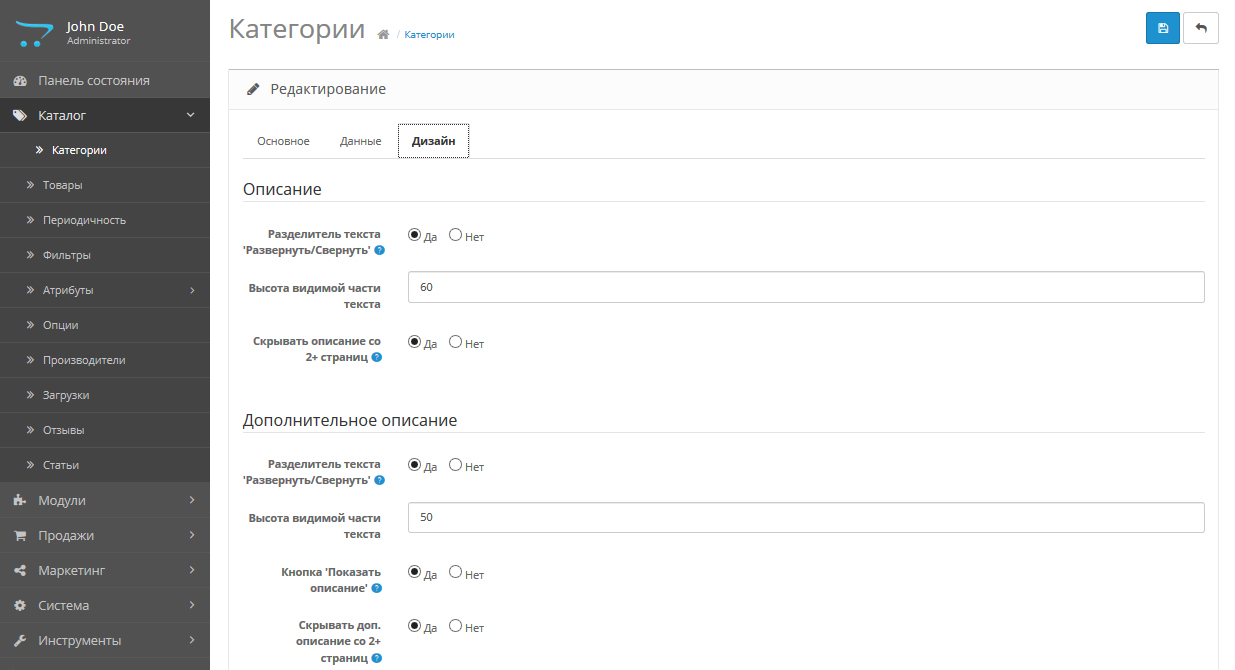 John Doe
Administrator
Панель состояния
Каталог
Категории
Товары
Периодичность
Фильтры
Атрибуты
Опции
Производители
Загрузки
Отзывы
Статьи
Модули
Продажи
Маркетинг
Система
Инструменты
Категории
/ Категории
Редактирование
Основное Данные Дизайн
Описание
Разделитель текста
'Развернуть/Свернуть' ?
Да Нет
Высота видимой части
текста
60
Скрывать описание со
2+ страниц ?
Да Нет
Дополнительное описание
Разделитель текста
'Развернуть/Свернуть' ?
Да Нет
Высота видимой части
текста
50
Кнопка 'Показать
описание' ?
Да Нет
Скрывать доп.
описание со 2+
страниц ?
Да Нет